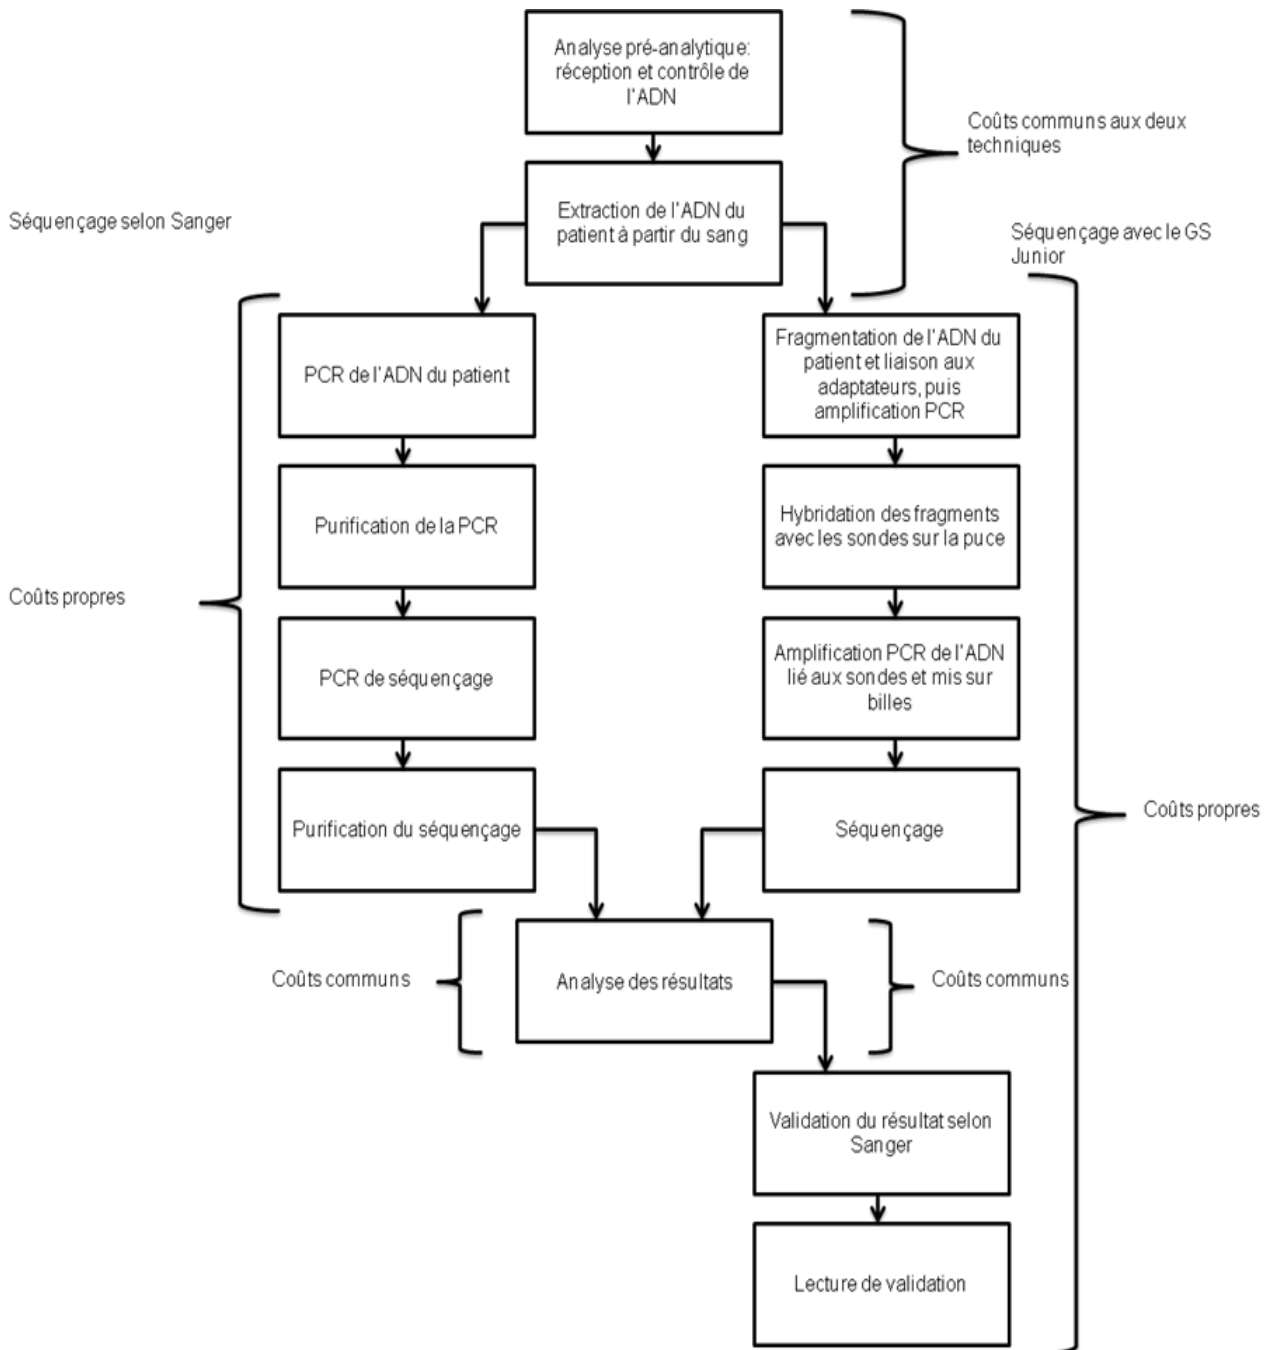 Analyse pré-analytique:
réception et contrôle de
l'ADN
Coûts communs aux deux
techniques
Extraction de l'ADN du
patient à partir du sang
Séquençage selon Sanger
Séquençage avec le GS
Junior
PCR de l'ADN du patient
Fragmentation de l'ADN du
patient et liaison aux
adaptateurs, puis
amplification PCR
Purification de la PCR
Hybridation des fragments
avec les sondes sur la puce
Coûts propres
PCR de séquençage
Amplification PCR de l'ADN
lié aux sondes et mis sur
billes
Purification du séquençage
Séquençage
Coûts propres
Coûts communs
Analyse des résultats
Coûts communs
Validation du résultat selon
Sanger
Lecture de validation